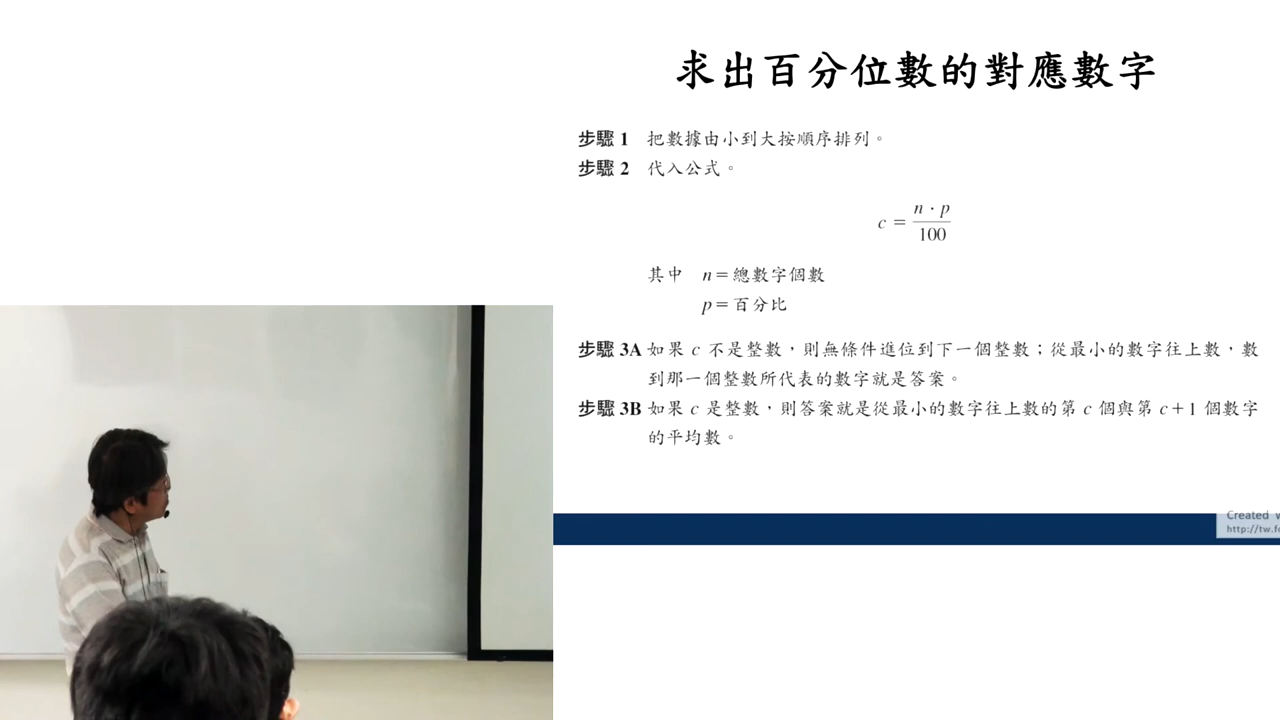 求出百分位數的對應數字
步驟 1 把數據由小到大按順序排列。
步驟 2 代入公式。
c = n · p / 100
其中 n = 總數字個數
p = 百分比
步驟 3A 如果 c 不是整數，則無條件進位到下一個整數；從最小的數字往上數，數
到那一個整數所代表的數字就是答案。
步驟 3B 如果 c 是整數，則答案就是從最小的數字往上數的第 c 個與第 c + 1 個數字
的平均數。
Created
http://tw.fo